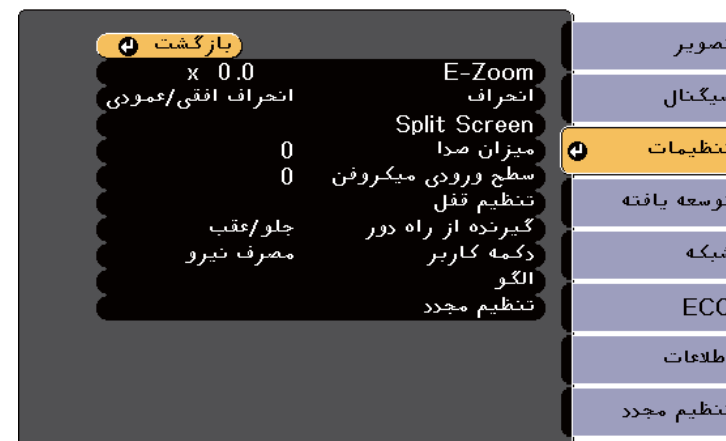 بازگشت
E-Zoom x 0.0
انحراف انحراف افقی/عمودی
Split Screen
میزان صدا 0
سطح ورودی میکروفن 0
تنظیم قفل
گیرنده از راه دور جلو/عقب
دکمه کاربر مصرف نیرو
الگو
تنظیم مجدد
تصویر
سیگنال
تنظیمات
توسعه یافته
شبکه
ECO
اطلاعات
تنظیم مجدد